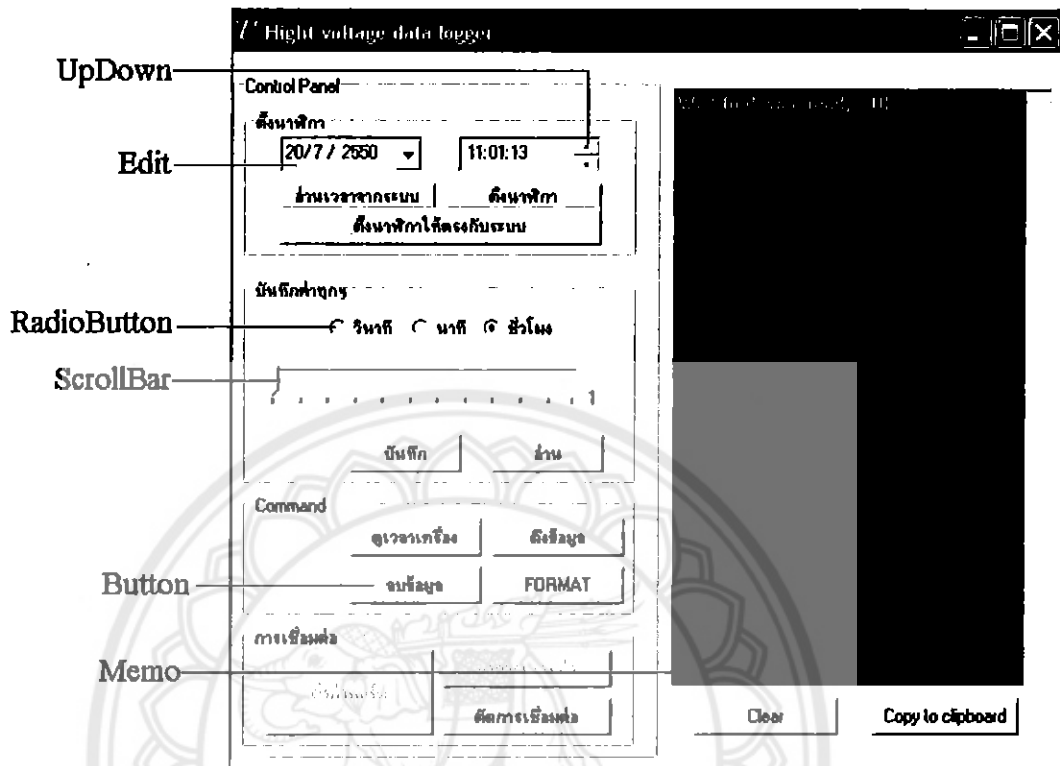 Hight voltage data logger
UpDown
Control Panel
ตั้งนาฬิกา
Edit
20/7 / 2550
11:01:13
อ่านเวลาจากระบบ
ตั้งนาฬิกา
ตั้งนาฬิกาให้ตรงกับระบบ
บันทึกค่าทุกๆ
RadioButton
วินาที
นาที
ชั่วโมง
ScrollBar
บันทึก
อ่าน
Command
ดูเวลาเครื่อง
ดึงข้อมูล
Button
ลบข้อมูล
FORMAT
การเชื่อมต่อ
Memo
ตัดการเชื่อมต่อ
Clear
Copy to clipboard